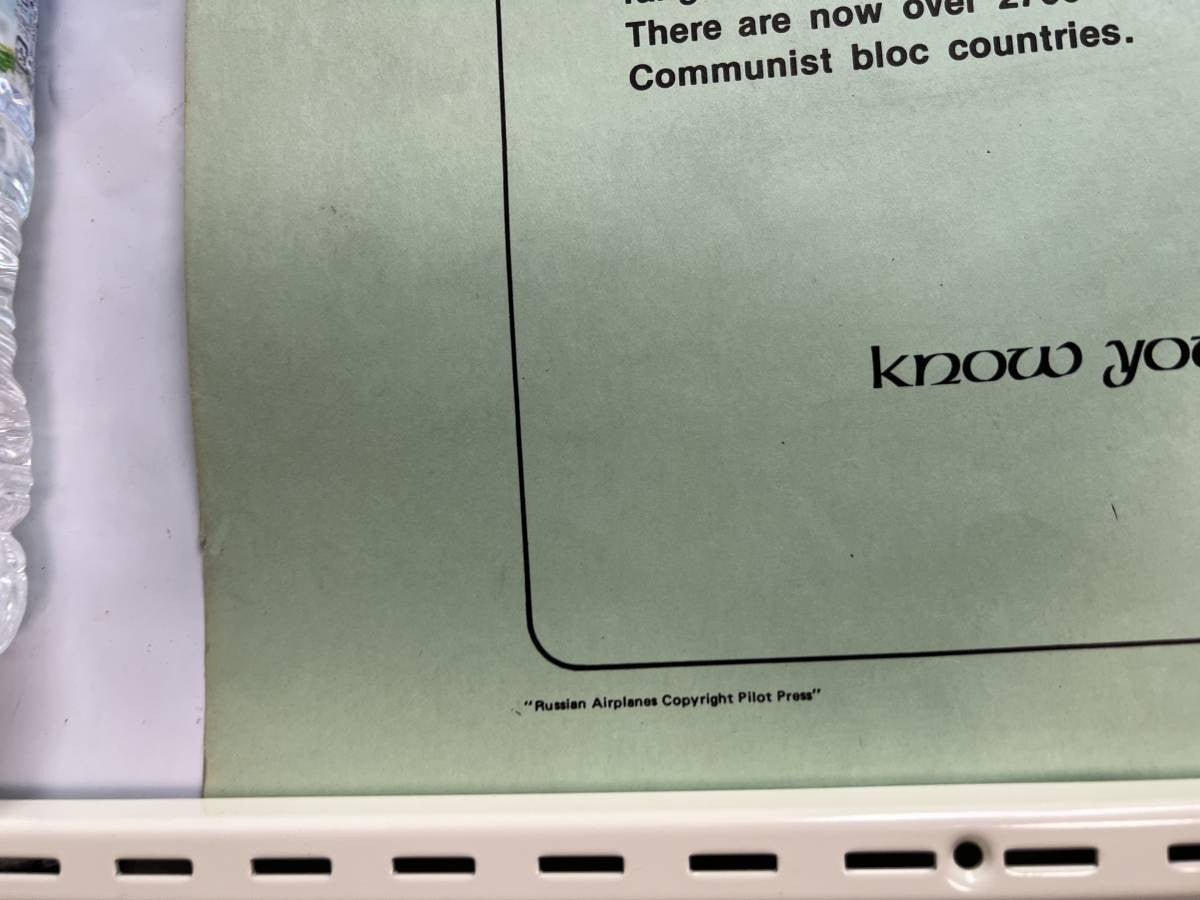 There are now over
Communist bloc countries.
know
"Russian Airplanes Copyright Pilot Press"